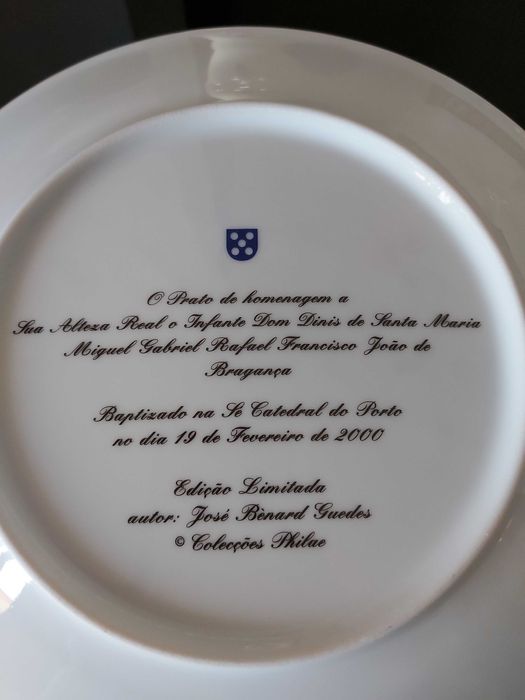 O Prato de homenagem a
Sua Alteza Real o Infante Dom Dinis de Santa Maria
Miguel Gabriel Rafael Francisco João de
Bragança
Baptizado na Sé Catedral do Porto
no dia 19 de Fevereiro de 2000
Edição Limitada
autor: José Bènard Guedes
© Colecções Philae